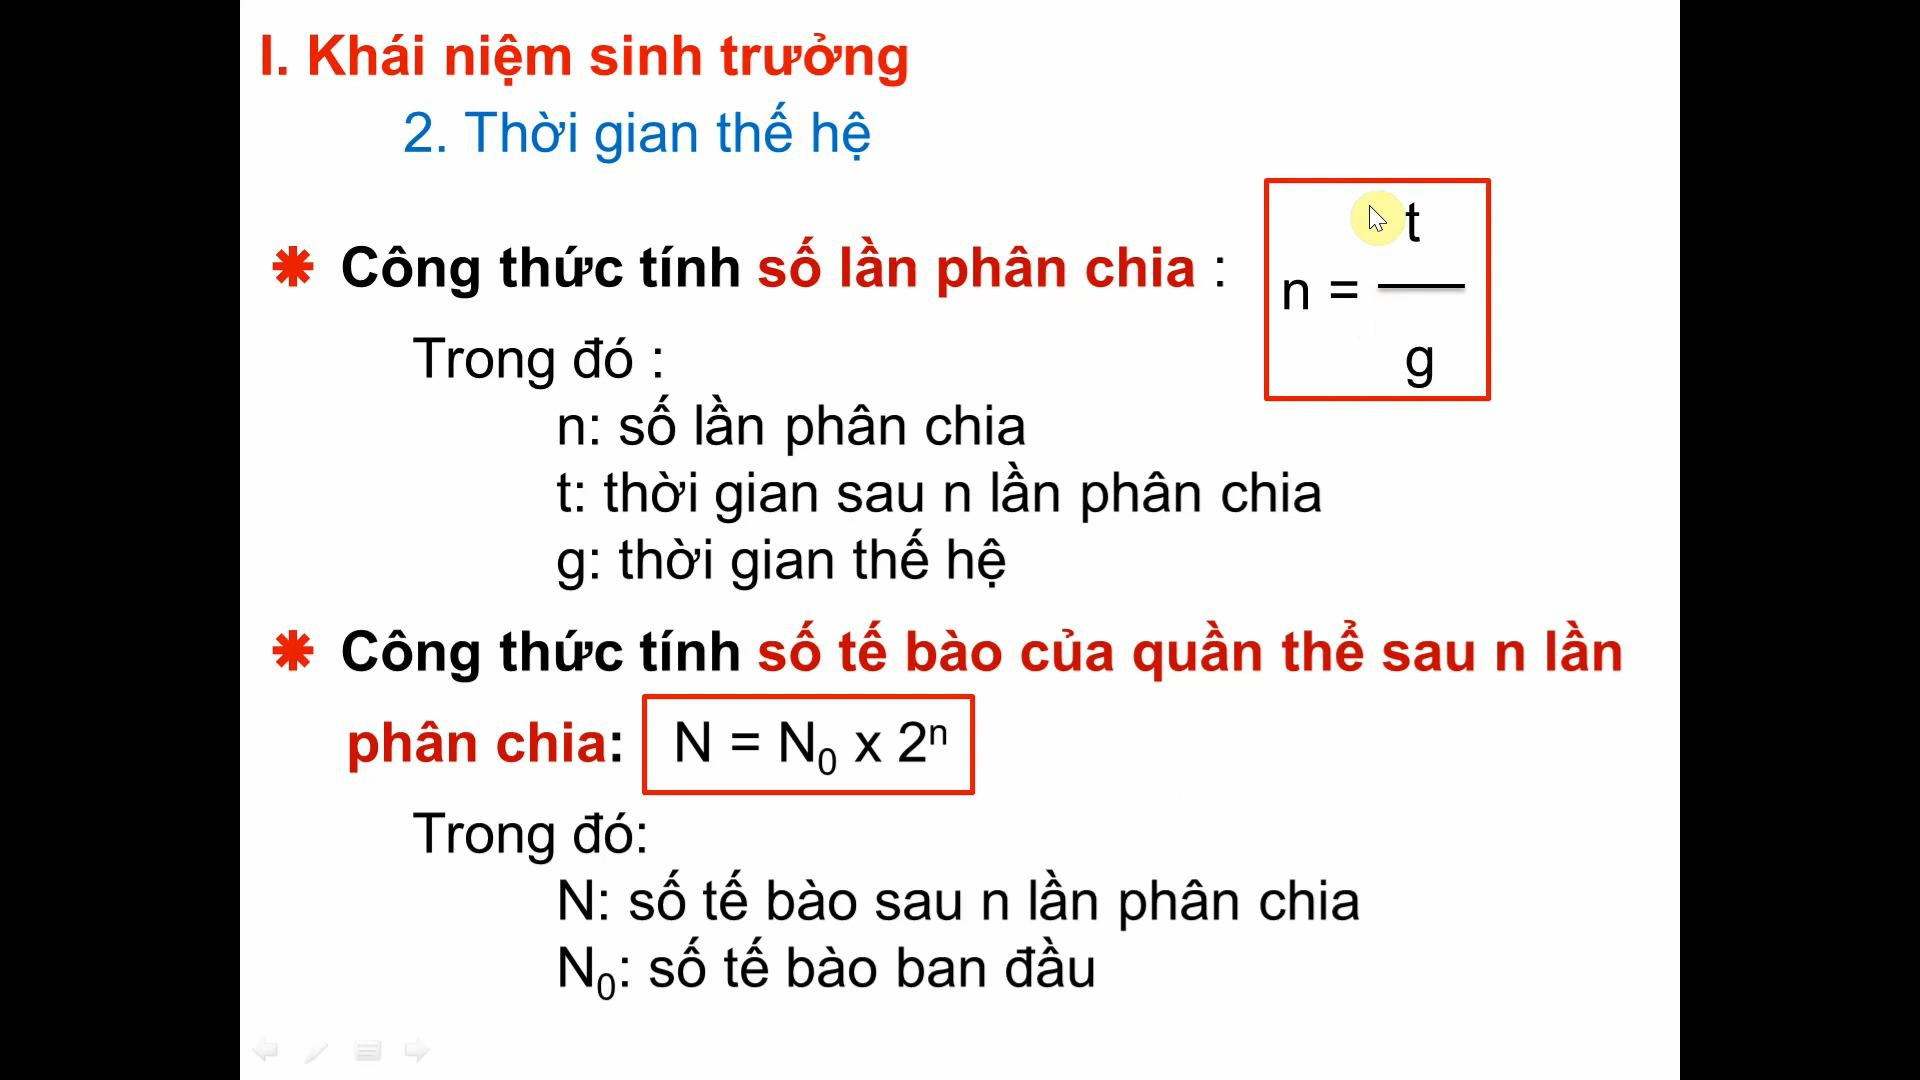 I. Khái niệm sinh trưởng
2. Thời gian thế hệ
✱ Công thức tính số lần phân chia :
n = t / g
Trong đó :
n: số lần phân chia
t: thời gian sau n lần phân chia
g: thời gian thế hệ
✱ Công thức tính số tế bào của quần thể sau n lần
phân chia: N = N₀ x 2ⁿ
Trong đó:
N: số tế bào sau n lần phân chia
N₀: số tế bào ban đầu